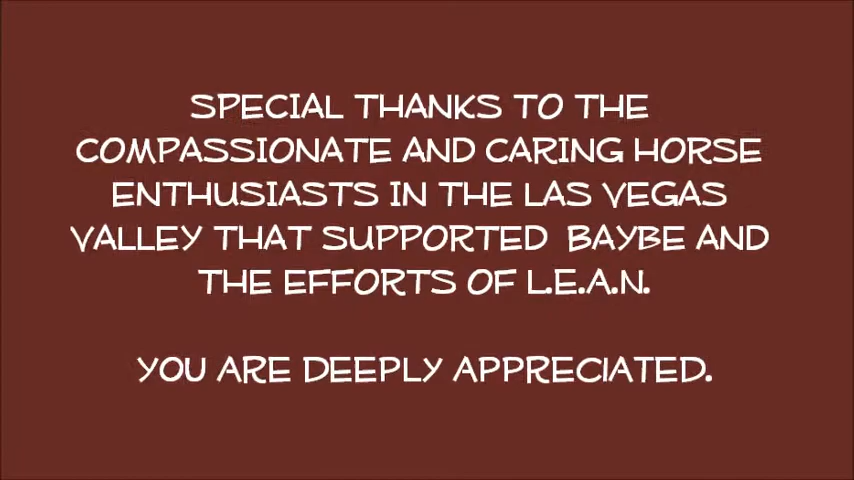 SPECIAL THANKS TO THE
COMPASSIONATE AND CARING HORSE
ENTHUSIASTS IN THE LAS VEGAS
VALLEY THAT SUPPORTED BAYBE AND
THE EFFORTS OF L.E.A.N.
YOU ARE DEEPLY APPRECIATED.